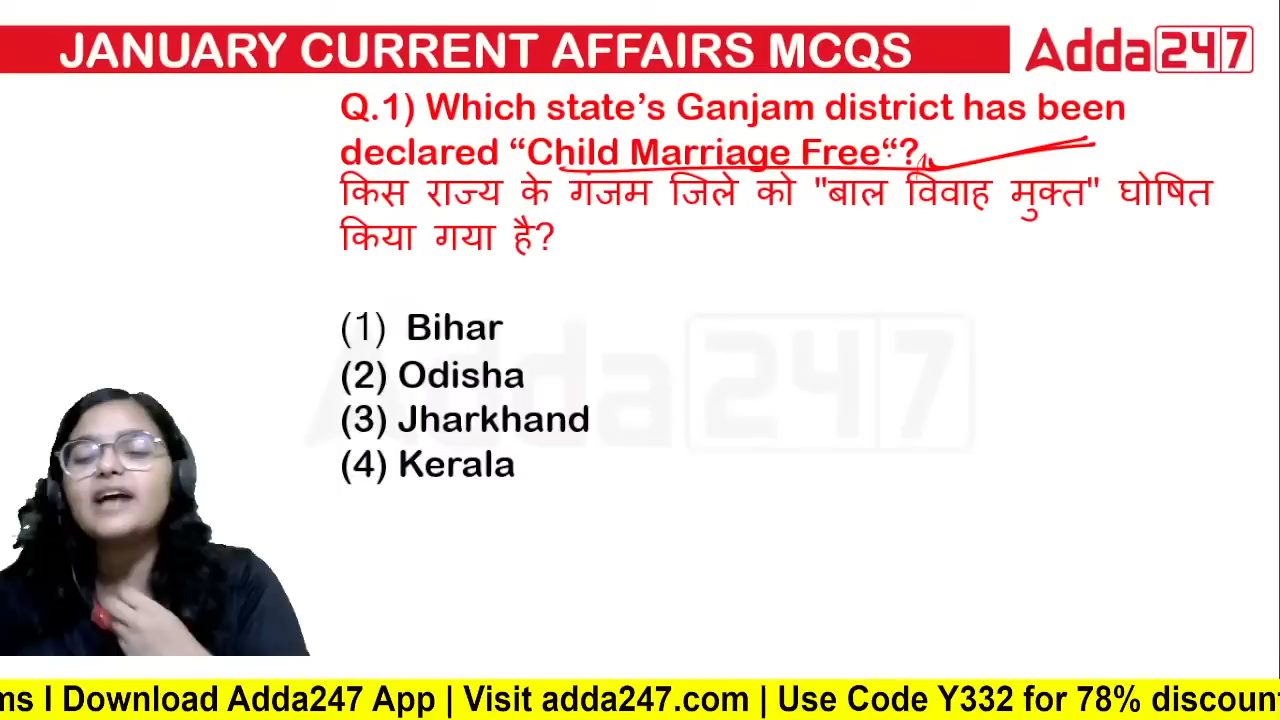 JANUARY CURRENT AFFAIRS MCQS
Adda247
Q.1) Which state’s Ganjam district has been
declared “Child Marriage Free“?
किस राज्य के गंजम जिले को "बाल विवाह मुक्त" घोषित
किया गया है?
(1) Bihar
(2) Odisha
(3) Jharkhand
(4) Kerala
Adda247
ms I Download Adda247 App | Visit adda247.com | Use Code Y332 for 78% discount